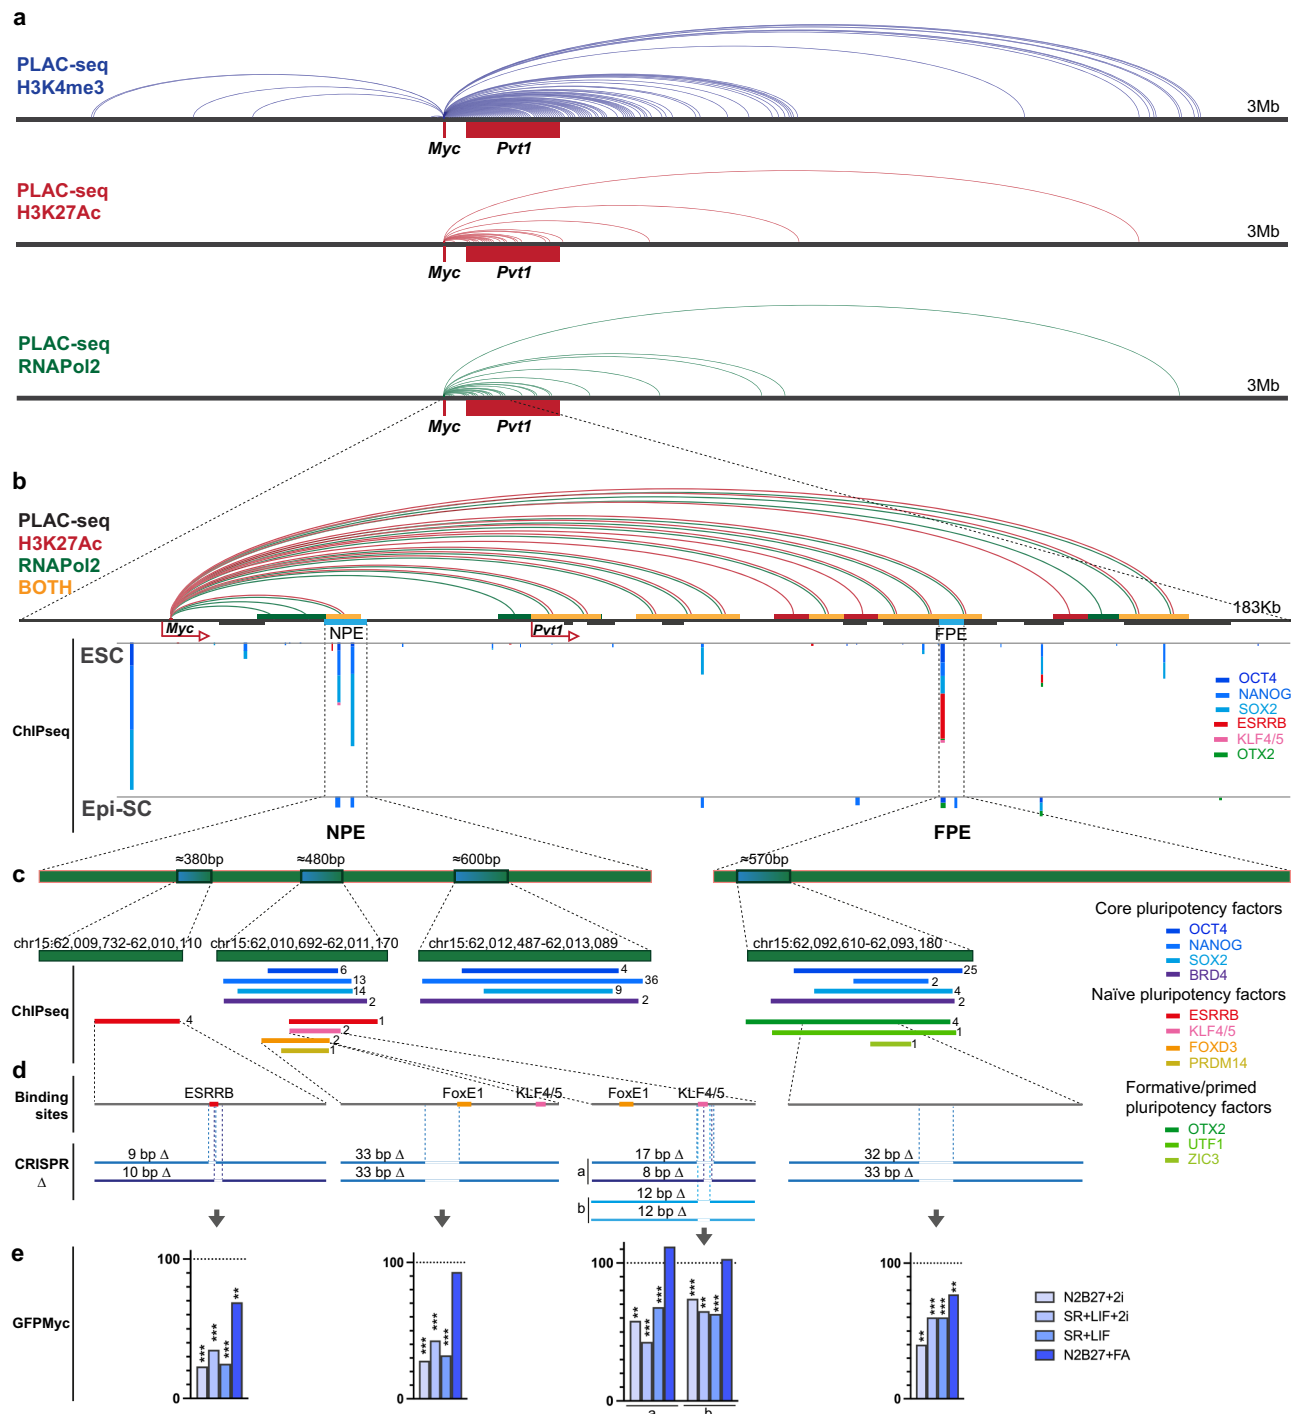 a
PLAC-seq
H3K4me3
3Mb
Myc Pvt1
PLAC-seq
H3K27Ac
3Mb
Myc Pvt1
PLAC-seq
RNAPol2
3Mb
Myc Pvt1
b
PLAC-seq
H3K27Ac
RNAPol2
BOTH
183Kb
Myc NPE Pvt1 FPE
ESC
OCT4
NANOG
SOX2
ESRRB
KLF4/5
OTX2
ChIPseq
Epi-SC
NPE FPE
c
≈380bp ≈480bp ≈600bp ≈570bp
chr15:62,009,732-62,010,110 chr15:62,010,692-62,011,170 chr15:62,012,487-62,013,089 chr15:62,092,610-62,093,180
ChIPseq
6 4 25
13 36 2
14 9 4
2 2 2
4 1 4
2 1
2 1
1
Core pluripotency factors
OCT4
NANOG
SOX2
BRD4
Naïve pluripotency factors
ESRRB
KLF4/5
FOXD3
PRDM14
Formative/primed
pluripotency factors
OTX2
UTF1
ZIC3
d
Binding
sites
ESRRB FoxE1 KLF4/5 FoxE1 KLF4/5
CRISPR
Δ
9 bp Δ 33 bp Δ 17 bp Δ 32 bp Δ
10 bp Δ 33 bp Δ a 8 bp Δ 33 bp Δ
12 bp Δ
b 12 bp Δ
e
GFPMyc
100 100 100 100
*** *** *** **
*** *** *** **
** *** *** *** ** ***
** *** *** **
0 0 0 0
a b
N2B27+2i
SR+LIF+2i
SR+LIF
N2B27+FA